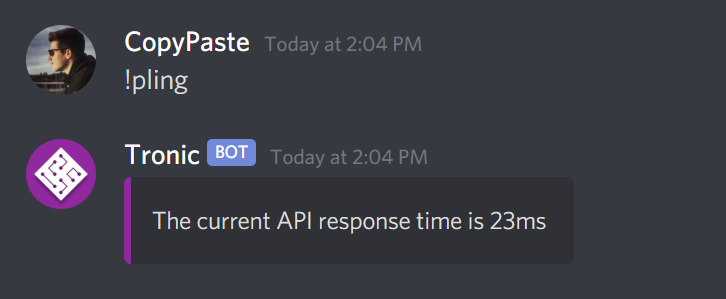 CopyPaste Today at 2:04 PM
!pling
Tronic BOT Today at 2:04 PM
The current API response time is 23ms